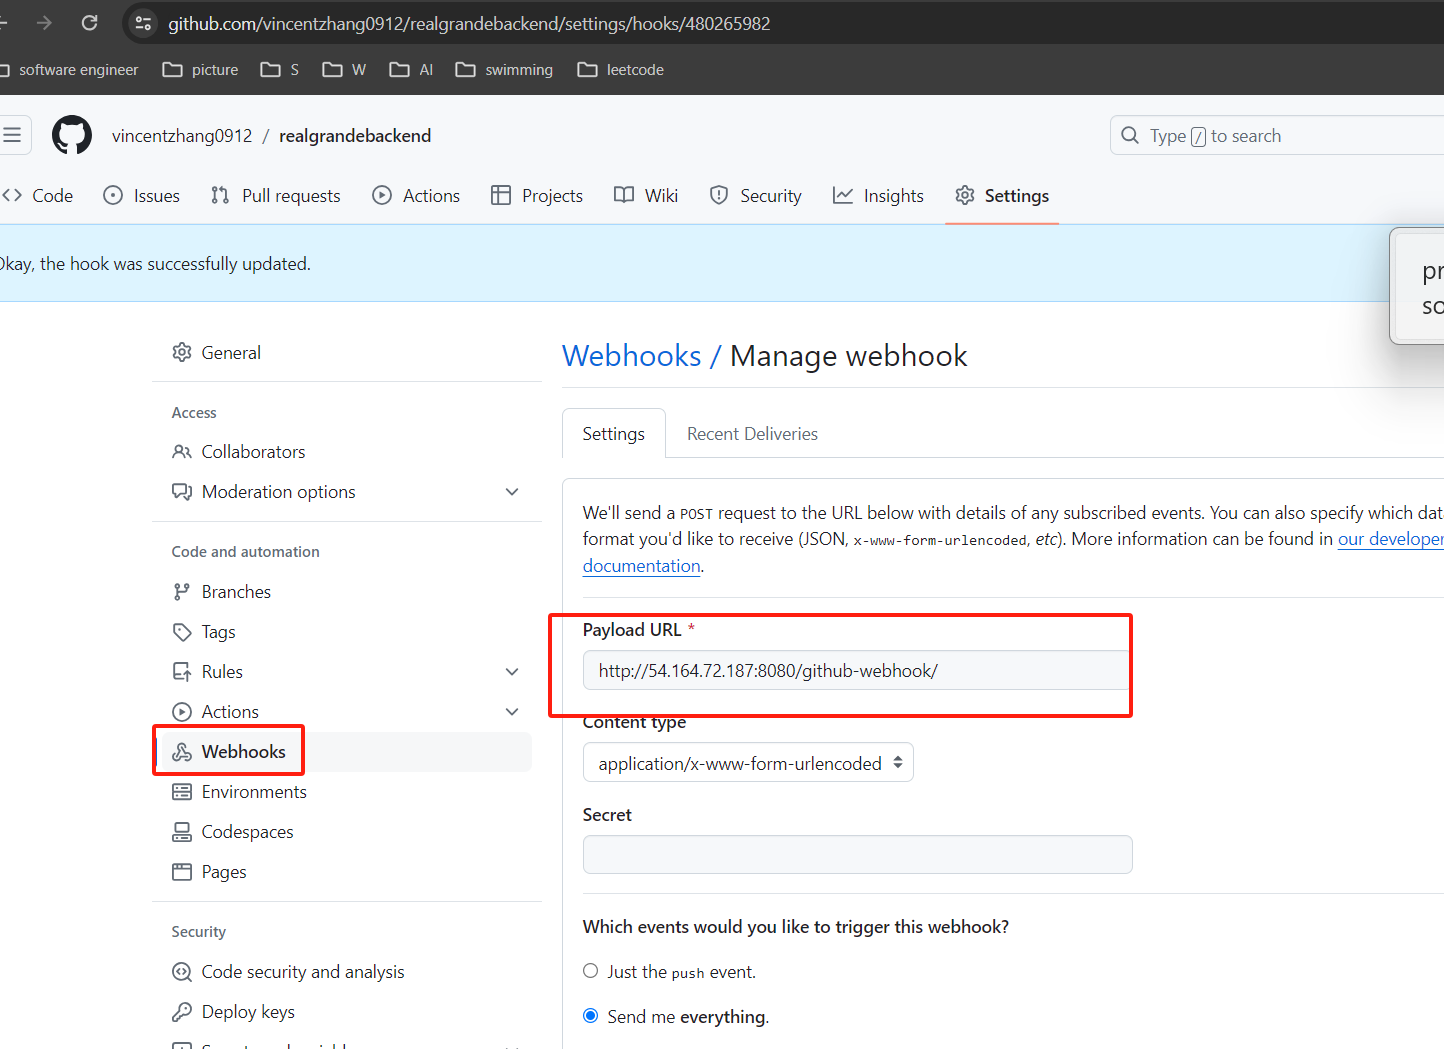 github.com/vincentzhang0912/realgrandebackend/settings/hooks/480265982
software engineer picture S W AI swimming leetcode
vincentzhang0912 / realgrandebackend
Type / to search
Code Issues Pull requests Actions Projects Wiki Security Insights Settings
Okay, the hook was successfully updated.
General
Access
Collaborators
Moderation options
Code and automation
Branches
Tags
Rules
Actions
Webhooks
Environments
Codespaces
Pages
Security
Code security and analysis
Deploy keys
Webhooks / Manage webhook
Settings Recent Deliveries
We'll send a POST request to the URL below with details of any subscribed events. You can also specify which dat
format you'd like to receive (JSON, x-www-form-urlencoded, etc). More information can be found in our developer
documentation.
Payload URL *
http://54.164.72.187:8080/github-webhook/
Content type
application/x-www-form-urlencoded
Secret
Which events would you like to trigger this webhook?
Just the push event.
Send me everything.
pr
so